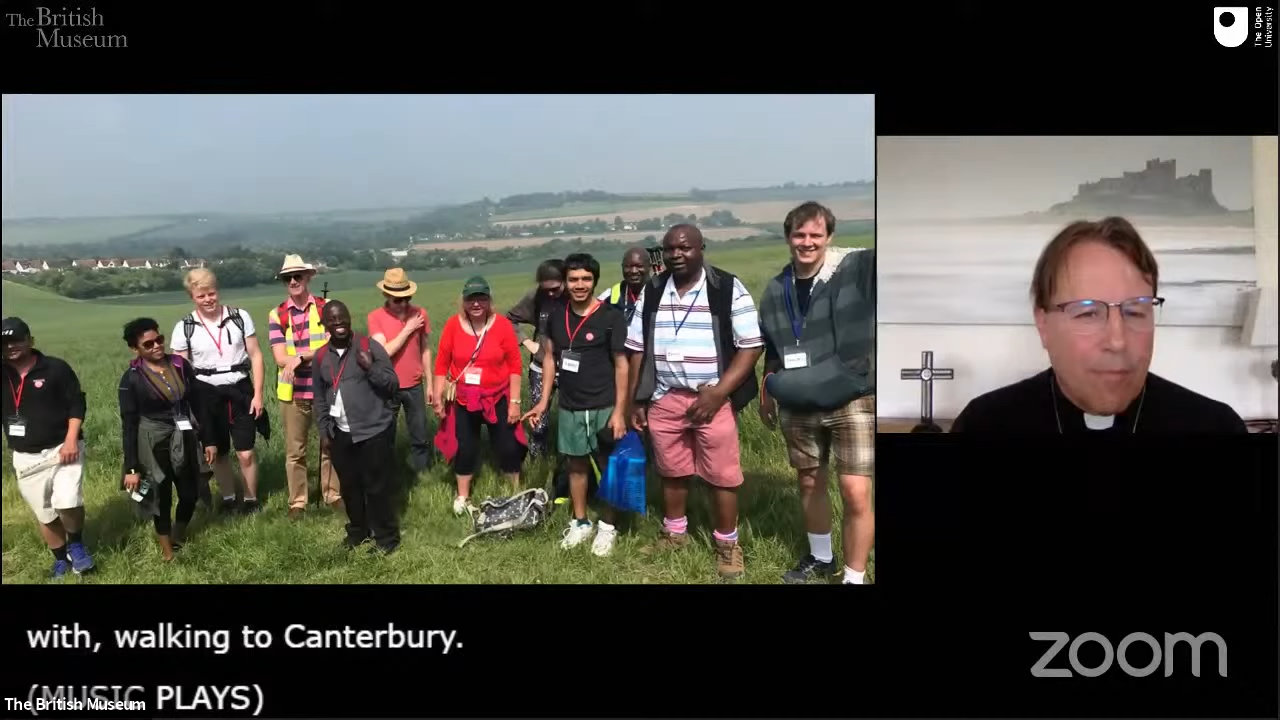 The British
Museum
The Open
University
with, walking to Canterbury.
(MUSIC PLAYS)
The British Museum
zoom